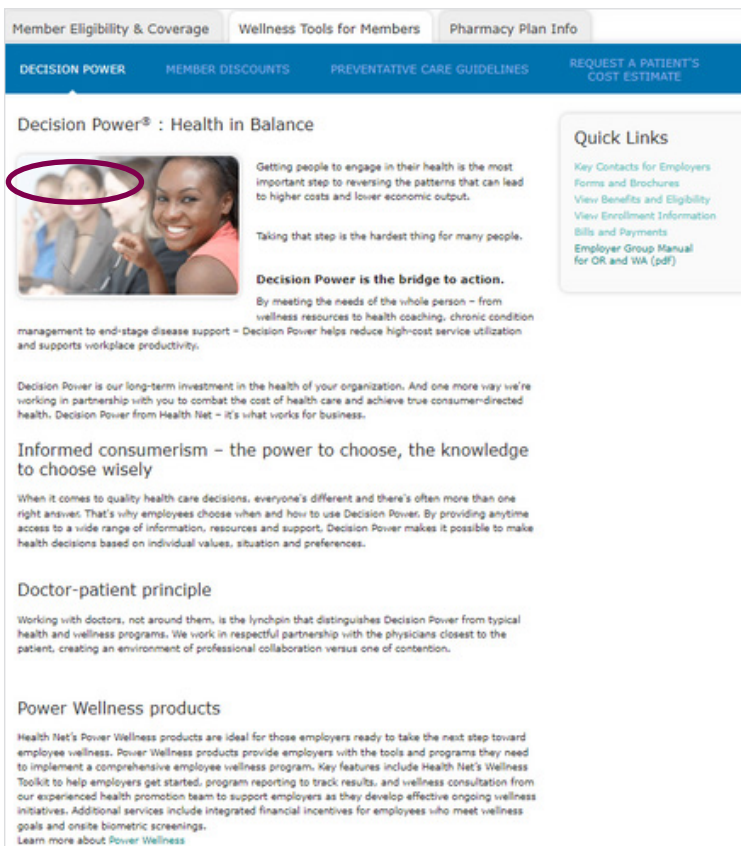 Member Eligibility & Coverage
Wellness Tools for Members
Pharmacy Plan Info
DECISION POWER
MEMBER DISCOUNTS
PREVENTATIVE CARE GUIDELINES
REQUEST A PATIENT'S
COST ESTIMATE
Decision Power® : Health in Balance
Getting people to engage in their health is the most
important step to reversing the patterns that can lead
to higher costs and lower economic output.
Taking that step is the hardest thing for many people.
Decision Power is the bridge to action.
By meeting the needs of the whole person – from
wellness resources to health coaching, chronic condition
management to end-stage disease support – Decision Power helps reduce high-cost service utilization
and supports workplace productivity.
Decision Power is our long-term investment in the health of your organization. And one more way we're
working in partnership with you to combat the cost of health care and achieve true consumer-directed
health. Decision Power from Health Net – it's what works for business.
Informed consumerism – the power to choose, the knowledge
to choose wisely
When it comes to quality health care decisions, everyone's different and there's often more than one
right answer. That's why employees choose when and how to use Decision Power. By providing anytime
access to a wide range of information, resources and support, Decision Power makes it possible to make
health decisions based on individual values, situation and preferences.
Doctor-patient principle
Working with doctors, not around them, is the lynchpin that distinguishes Decision Power from typical
health and wellness programs. We work in respectful partnership with the physicians closest to the
patient, creating an environment of professional collaboration versus one of contention.
Power Wellness products
Health Net's Power Wellness products are ideal for those employers ready to take the next step toward
employee wellness. Power Wellness products provide employers with the tools and programs they need
to implement a comprehensive employee wellness program. Key features include Health Net's Wellness
Toolkit to help employers get started, program reporting to track results, and wellness consultation from
our experienced health promotion team to support employers as they develop effective ongoing wellness
initiatives. Additional services include integrated financial incentives for employees who meet wellness
goals and onsite biometric screenings.
Learn more about Power Wellness
Quick Links
Key Contacts for Employers
Forms and Brochures
View Benefits and Eligibility
View Enrollment Information
Bills and Payments
Employer Group Manual
for OR and WA (pdf)